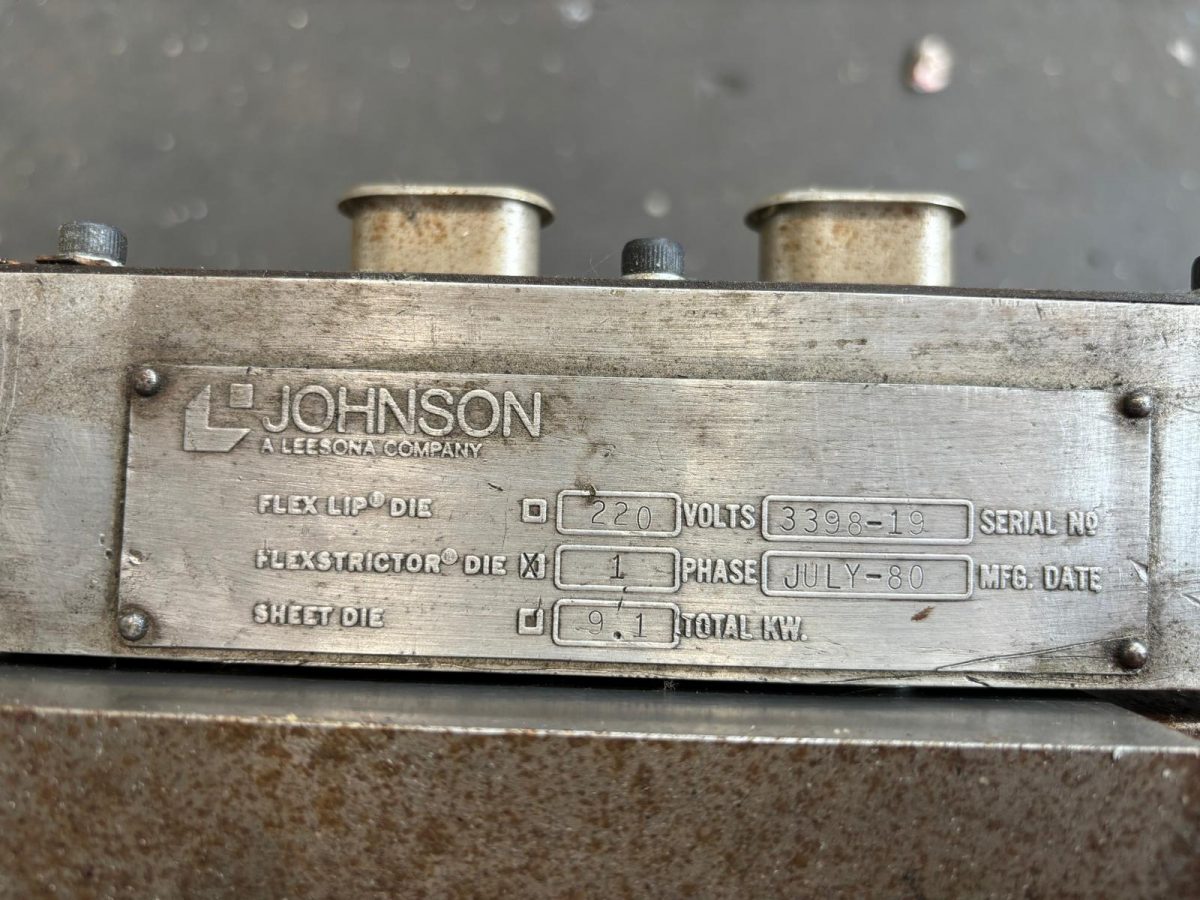 JOHNSON
A LEESONA COMPANY
FLEX LIP® DIE 220 VOLTS 3398-19 SERIAL Nº
FLEXSTRICTOR® DIE X 1 PHASE JULY-80 MFG. DATE
SHEET DIE 9.1 TOTAL KW.